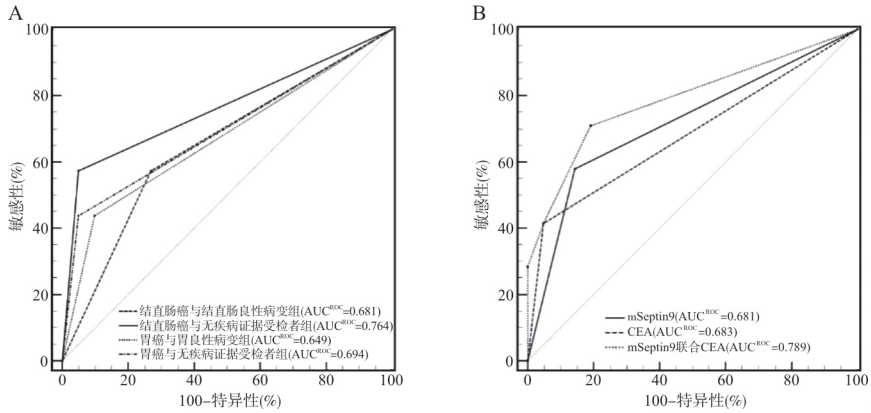 A
100
80
60
40
20
0
敏感性(%)
结直肠癌与结直肠良性病变组(AUCROC=0.681)
结直肠癌与无疾病证据受检者组(AUCROC=0.764)
胃癌与胃良性病变组(AUCROC=0.649)
胃癌与无疾病证据受检者组(AUCROC=0.694)
0 20 40 60 80 100
100-特异性(%)
B
100
80
60
40
20
0
敏感性(%)
mSeptin9(AUCROC=0.681)
CEA(AUCROC=0.683)
mSeptin9联合CEA(AUCROC=0.789)
0 20 40 60 80 100
100-特异性(%)